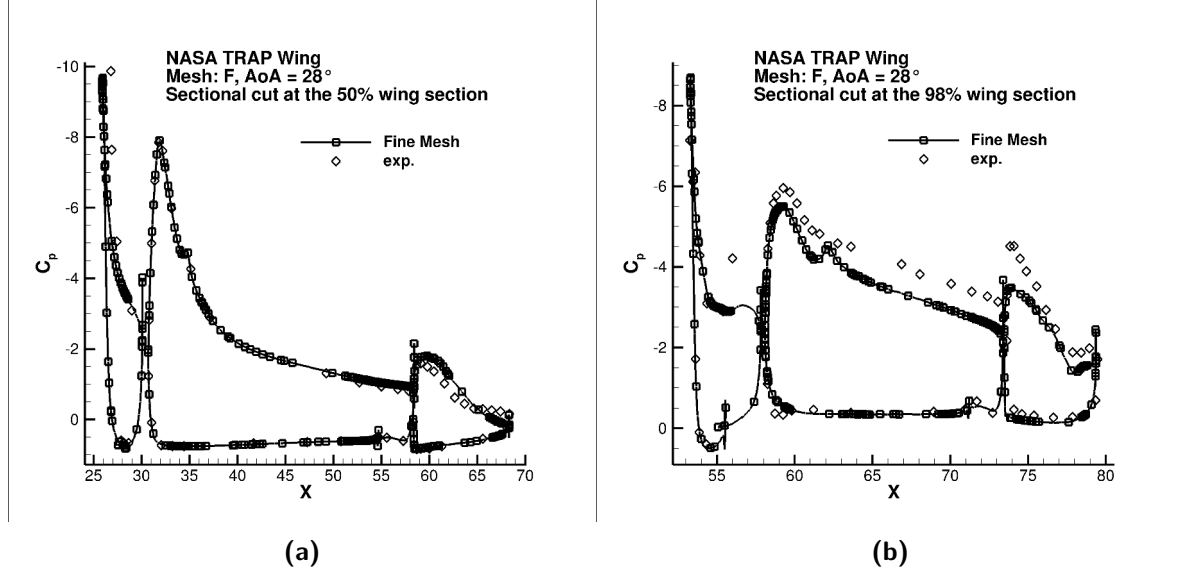 NASA TRAP Wing
Mesh: F, AoA = 28°
Sectional cut at the 50% wing section
Fine Mesh
exp.
-10
-8
-6
-4
-2
0
Cp
25 30 35 40 45 50 55 60 65 70
X
(a)
NASA TRAP Wing
Mesh: F, AoA = 28°
Sectional cut at the 98% wing section
Fine Mesh
exp.
-8
-6
-4
-2
0
Cp
55 60 65 70 75 80
X
(b)